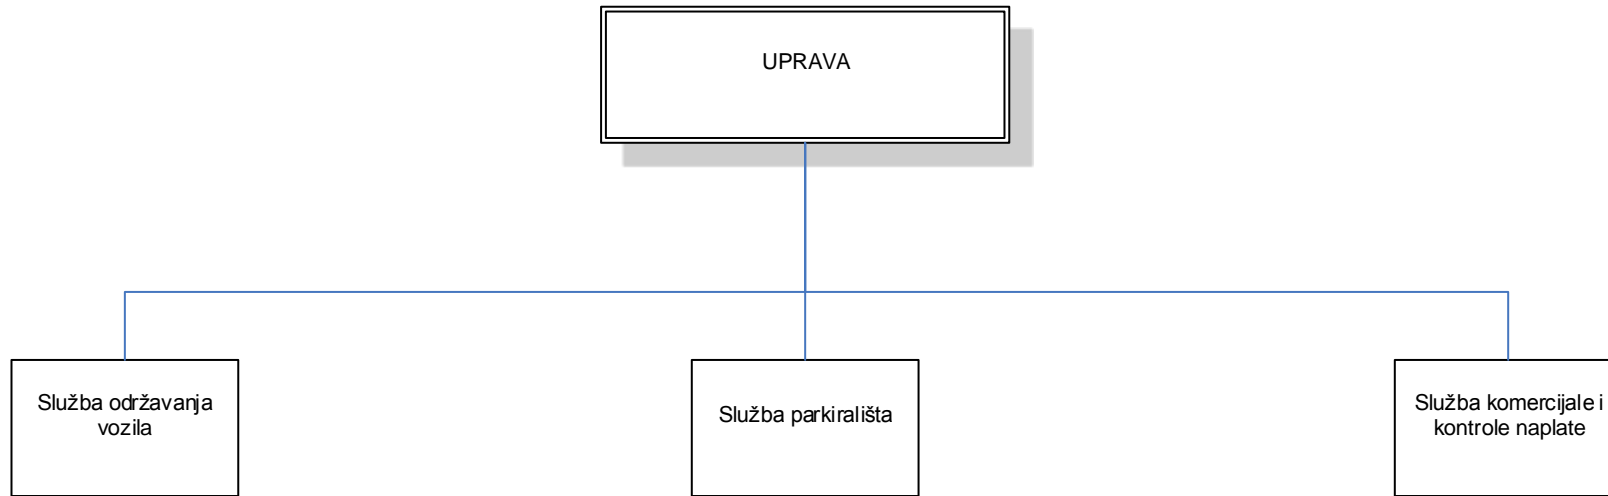 UPRAVA
Služba održavanja
vozila
Služba parkirališta
Služba komercijale i
kontrole naplate